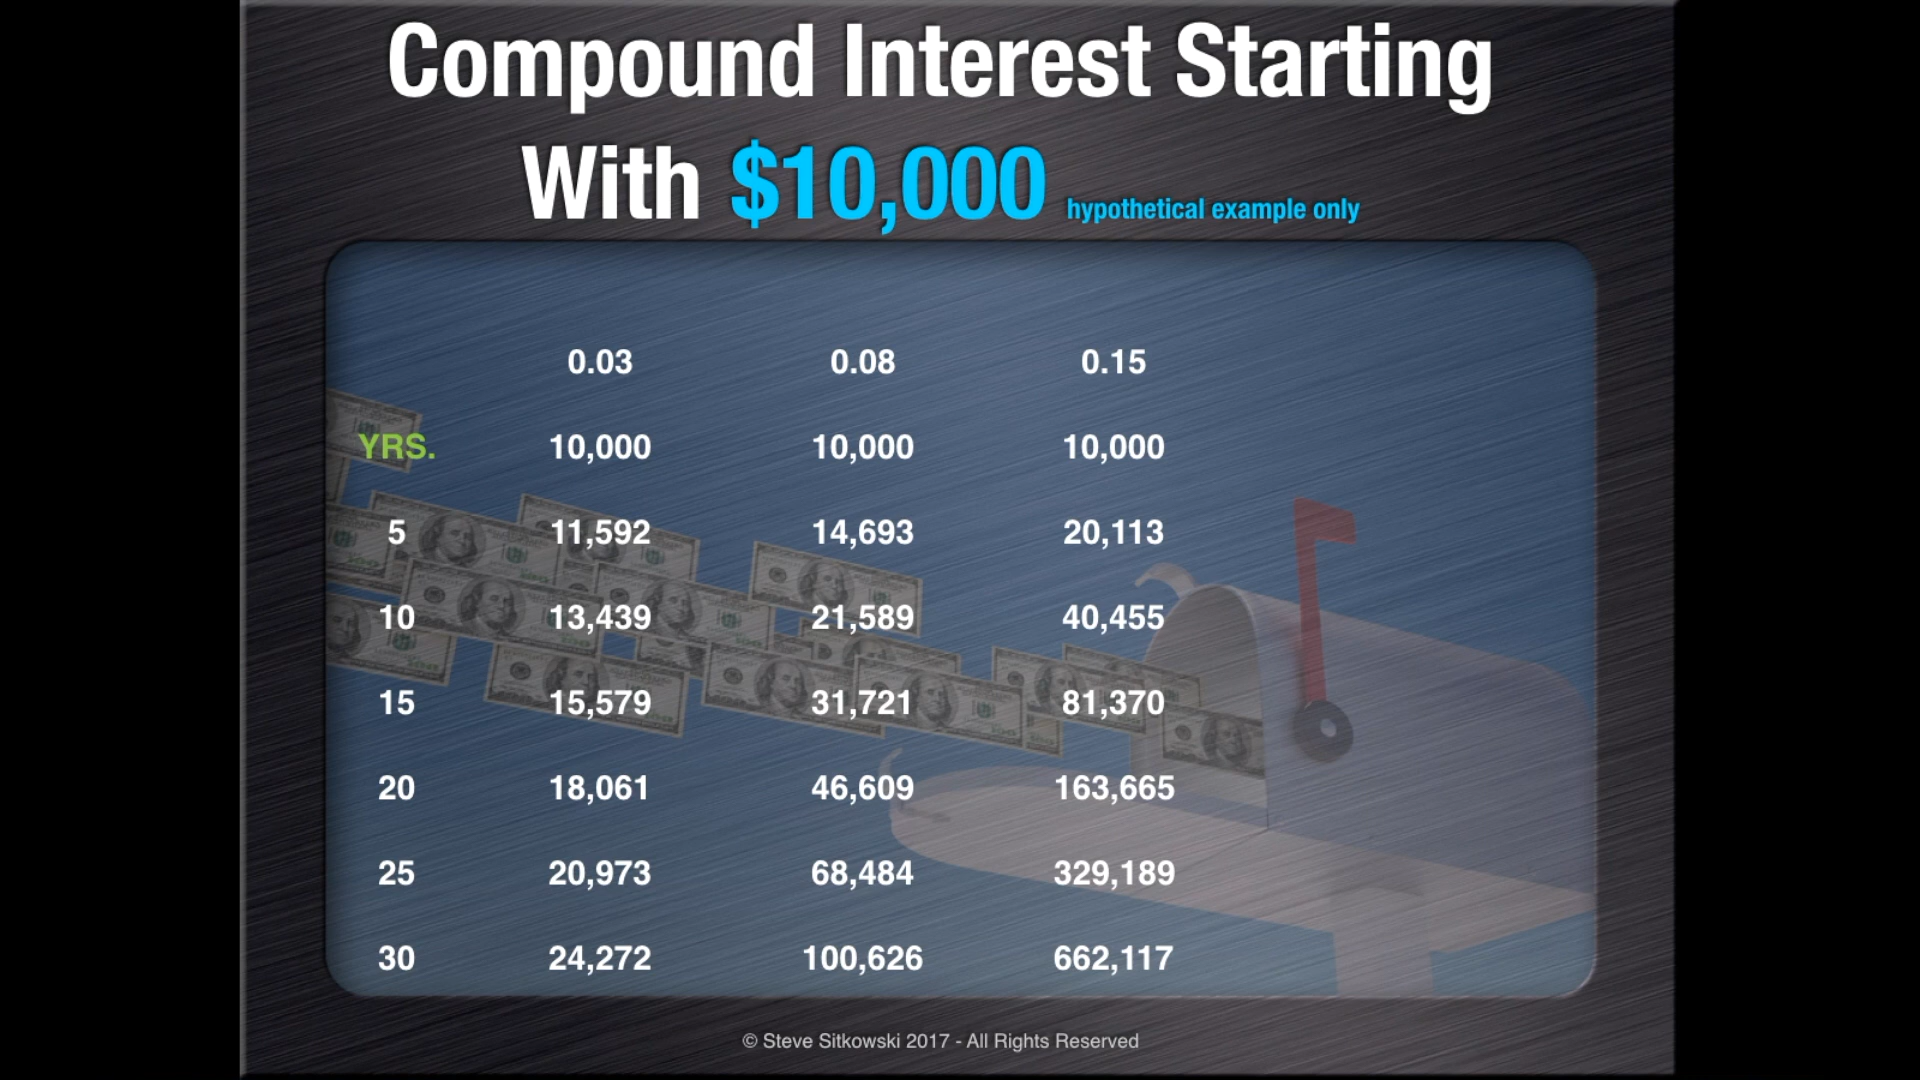 Compound Interest Starting
With $10,000 hypothetical example only
0.03 0.08 0.15
YRS. 10,000 10,000 10,000
5 11,592 14,693 20,113
10 13,439 21,589 40,455
15 15,579 31,721 81,370
20 18,061 46,609 163,665
25 20,973 68,484 329,189
30 24,272 100,626 662,117
© Steve Sitkowski 2017 - All Rights Reserved